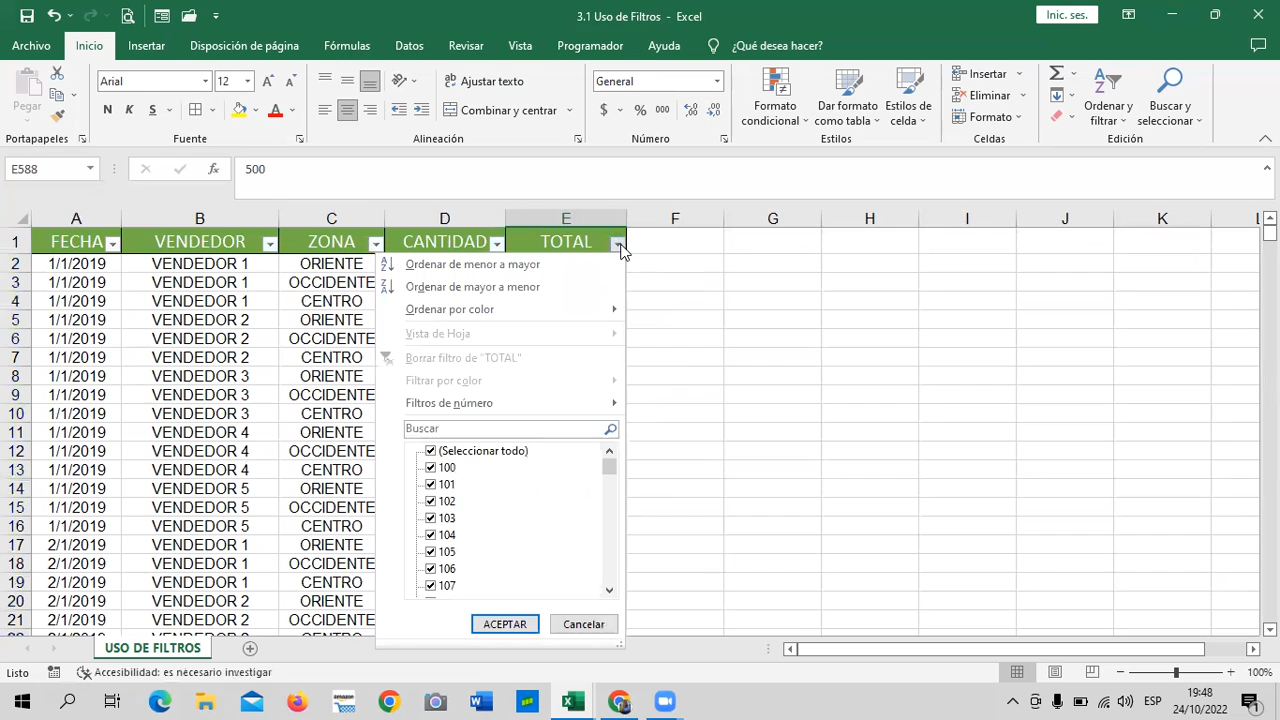 3.1 Uso de Filtros - Excel
Inic. ses.
Archivo Inicio Insertar Disposición de página Fórmulas Datos Revisar Vista Programador Ayuda ¿Qué desea hacer?
Pegar
Arial 12
N K S
Ajustar texto
Combinar y centrar
General
$ % 000
Formato condicional
Dar formato como tabla
Estilos de celda
Insertar
Eliminar
Formato
Ordenar y filtrar
Buscar y seleccionar
Portapapeles Fuente Alineación Número Estilos Celdas Edición
E588 fx 500
A B C D E F G H I J K L
1 FECHA VENDEDOR ZONA CANTIDAD TOTAL
2 1/1/2019 VENDEDOR 1 ORIENTE
3 1/1/2019 VENDEDOR 1 OCCIDENTE
4 1/1/2019 VENDEDOR 1 CENTRO
5 1/1/2019 VENDEDOR 2 ORIENTE
6 1/1/2019 VENDEDOR 2 OCCIDENTE
7 1/1/2019 VENDEDOR 2 CENTRO
8 1/1/2019 VENDEDOR 3 ORIENTE
9 1/1/2019 VENDEDOR 3 OCCIDENTE
10 1/1/2019 VENDEDOR 3 CENTRO
11 1/1/2019 VENDEDOR 4 ORIENTE
12 1/1/2019 VENDEDOR 4 OCCIDENTE
13 1/1/2019 VENDEDOR 4 CENTRO
14 1/1/2019 VENDEDOR 5 ORIENTE
15 1/1/2019 VENDEDOR 5 OCCIDENTE
16 1/1/2019 VENDEDOR 5 CENTRO
17 2/1/2019 VENDEDOR 1 ORIENTE
18 2/1/2019 VENDEDOR 1 OCCIDENTE
19 2/1/2019 VENDEDOR 1 CENTRO
20 2/1/2019 VENDEDOR 2 ORIENTE
21 2/1/2019 VENDEDOR 2 OCCIDENTE
Ordenar de menor a mayor
Ordenar de mayor a menor
Ordenar por color
Vista de Hoja
Borrar filtro de "TOTAL"
Filtrar por color
Filtros de número
Buscar
(Seleccionar todo)
100
101
102
103
104
105
106
107
ACEPTAR Cancelar
USO DE FILTROS
Listo Accesibilidad: es necesario investigar 100%
ESP 19:48
24/10/2022